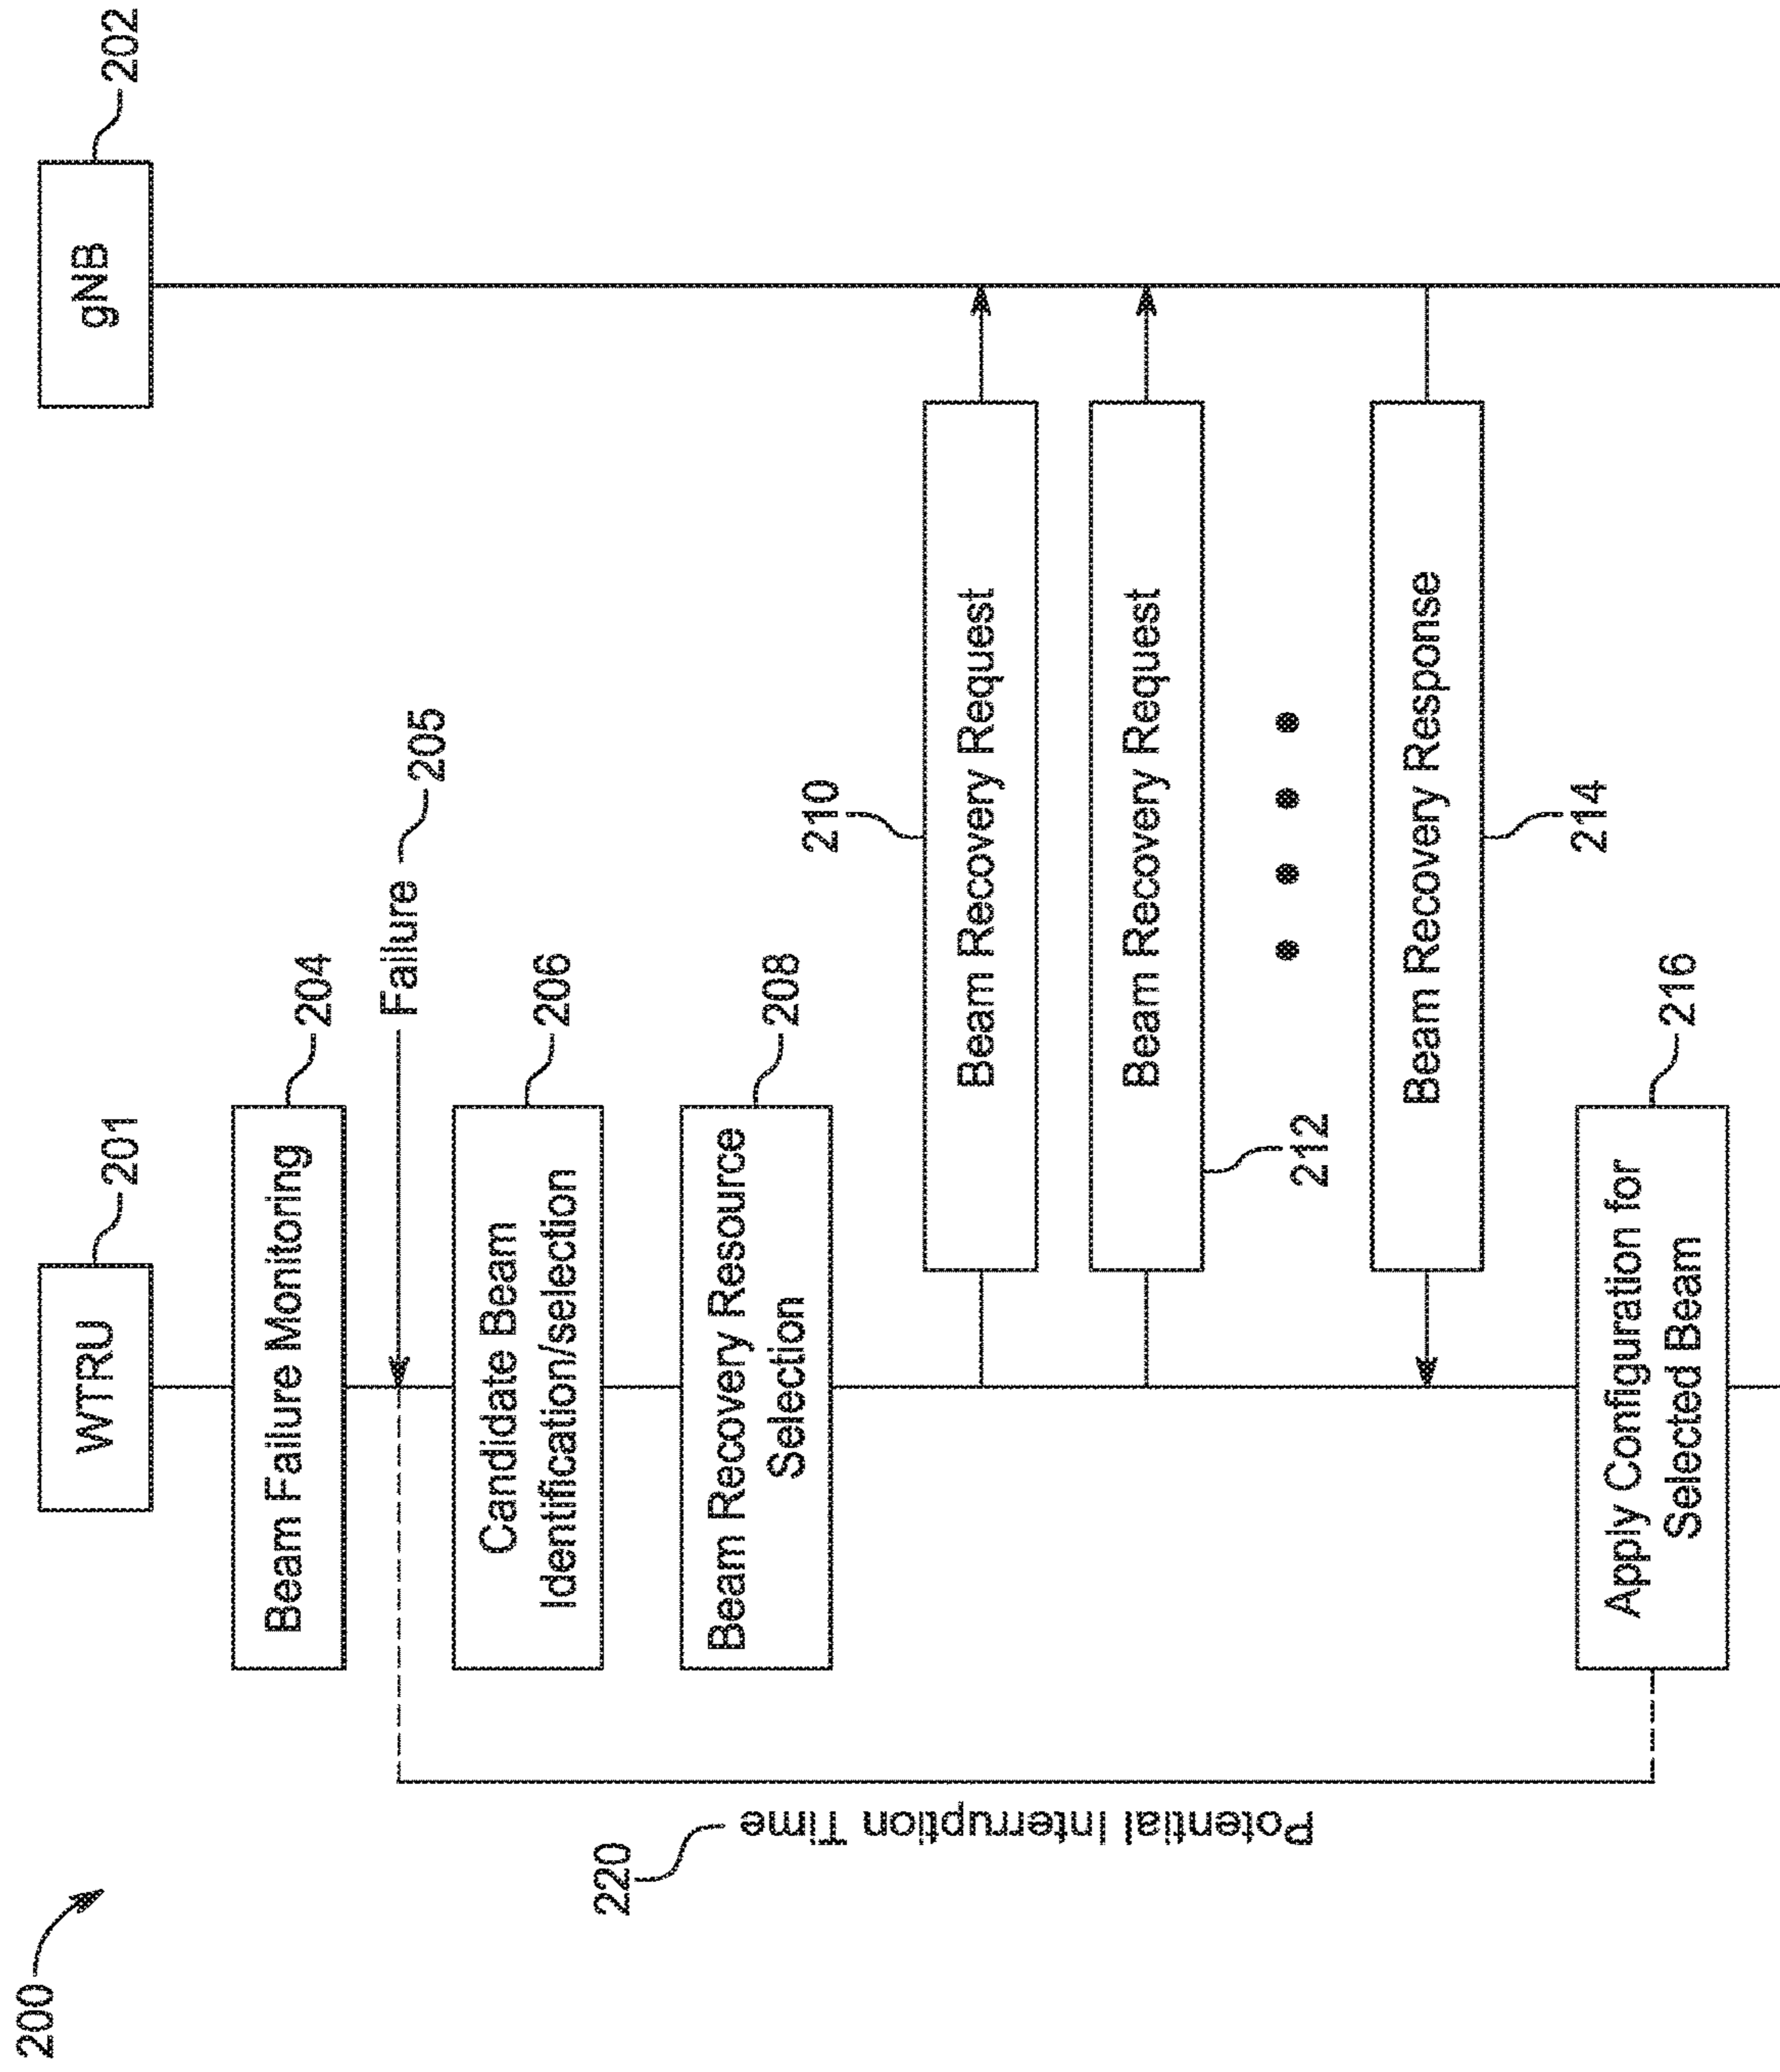 200
WTRU
201
gNB
202
Beam Failure Monitoring
204
Failure
205
Candidate Beam
Identification/selection
206
Beam Recovery Resource
Selection
208
Potential Interruption Time
220
210
Beam Recovery Request
Beam Recovery Request
212
Beam Recovery Response
214
Apply Configuration for
Selected Beam
216